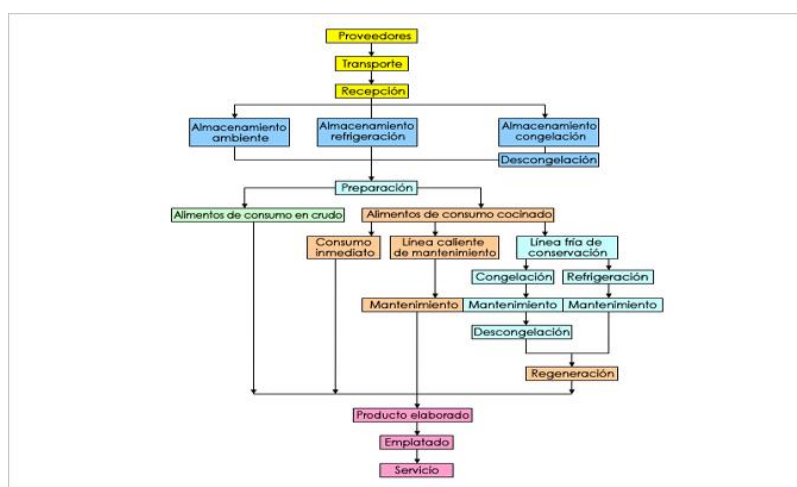 Proveedores
Transporte
Recepción
Almacenamiento
ambiente
Almacenamiento
refrigeración
Almacenamiento
congelación
Descongelación
Preparación
Alimentos de consumo en crudo
Alimentos de consumo cocinado
Consumo
inmediato
Línea caliente
de mantenimiento
Línea fría de
conservación
Congelación
Refrigeración
Mantenimiento
Mantenimiento
Mantenimiento
Descongelación
Regeneración
Producto elaborado
Emplatado
Servicio